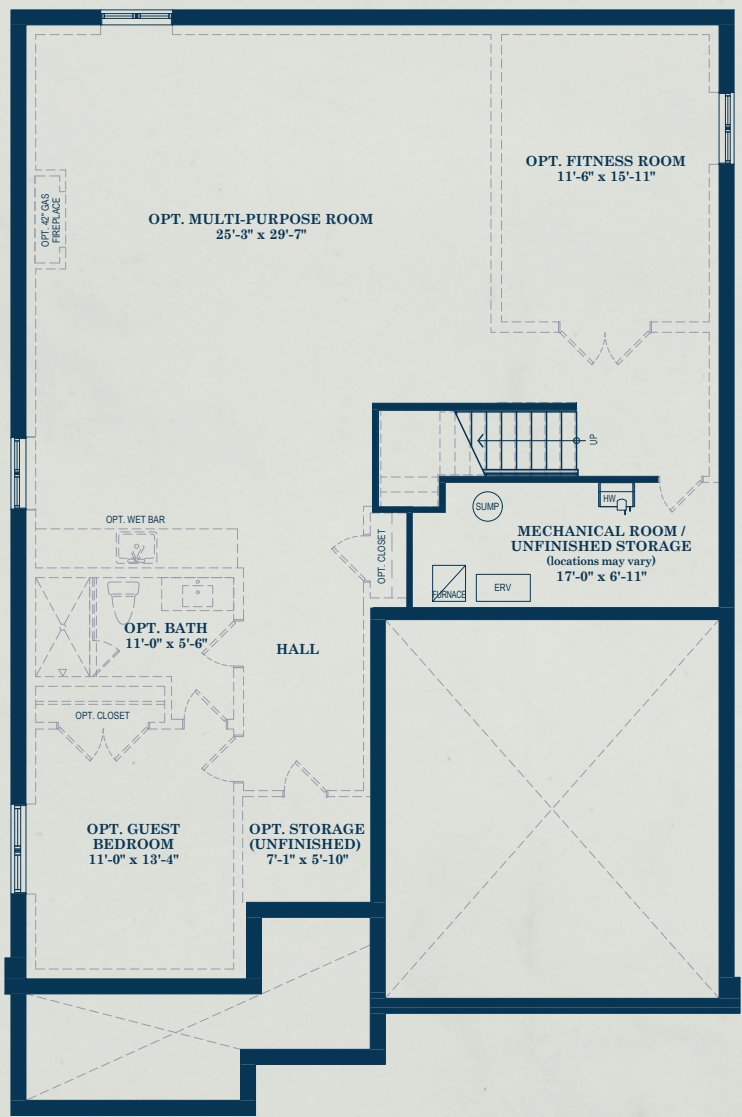 OPT. FITNESS ROOM
11'-6" x 15'-11"
OPT. 42" GAS
FIREPLACE
OPT. MULTI-PURPOSE ROOM
25'-3" x 29'-7"
UP
HW
SUMP
OPT. WET BAR
MECHANICAL ROOM /
UNFINISHED STORAGE
(locations may vary)
17'-0" x 6'-11"
OPT. CLOSET
FURNACE
ERV
OPT. BATH
11'-0" x 5'-6"
HALL
OPT. CLOSET
OPT. GUEST
BEDROOM
11'-0" x 13'-4"
OPT. STORAGE
(UNFINISHED)
7'-1" x 5'-10"